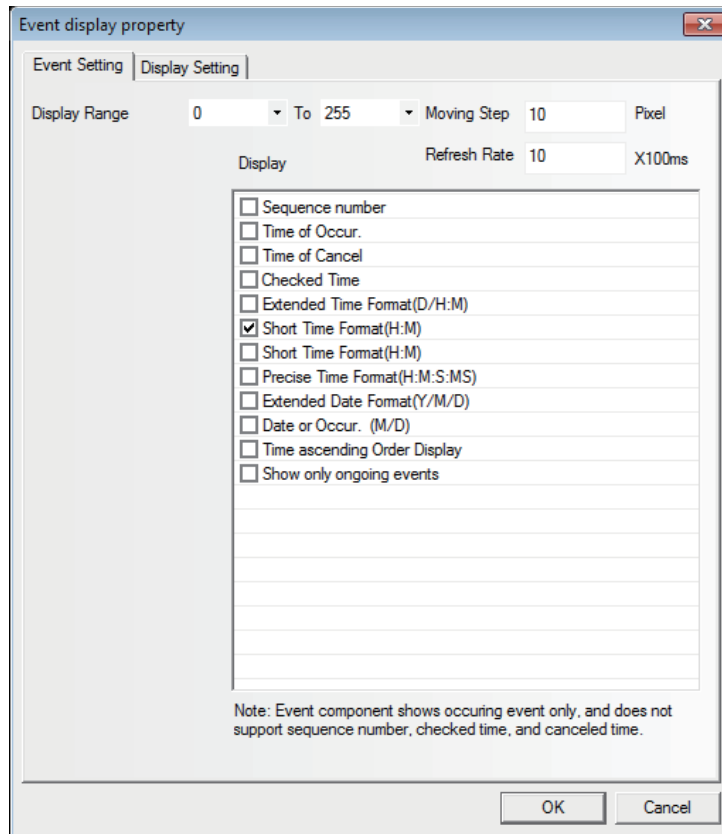 Event display property
Event Setting Display Setting
Display Range 0 To 255 Moving Step 10 Pixel
Display Refresh Rate 10 X100ms
Sequence number
Time of Occur.
Time of Cancel
Checked Time
Extended Time Format(D/H:M)
Short Time Format(H:M)
Short Time Format(H:M)
Precise Time Format(H:M:S:MS)
Extended Date Format(Y/M/D)
Date or Occur. (M/D)
Time ascending Order Display
Show only ongoing events
Note: Event component shows occuring event only, and does not
support sequence number, checked time, and canceled time.
OK Cancel